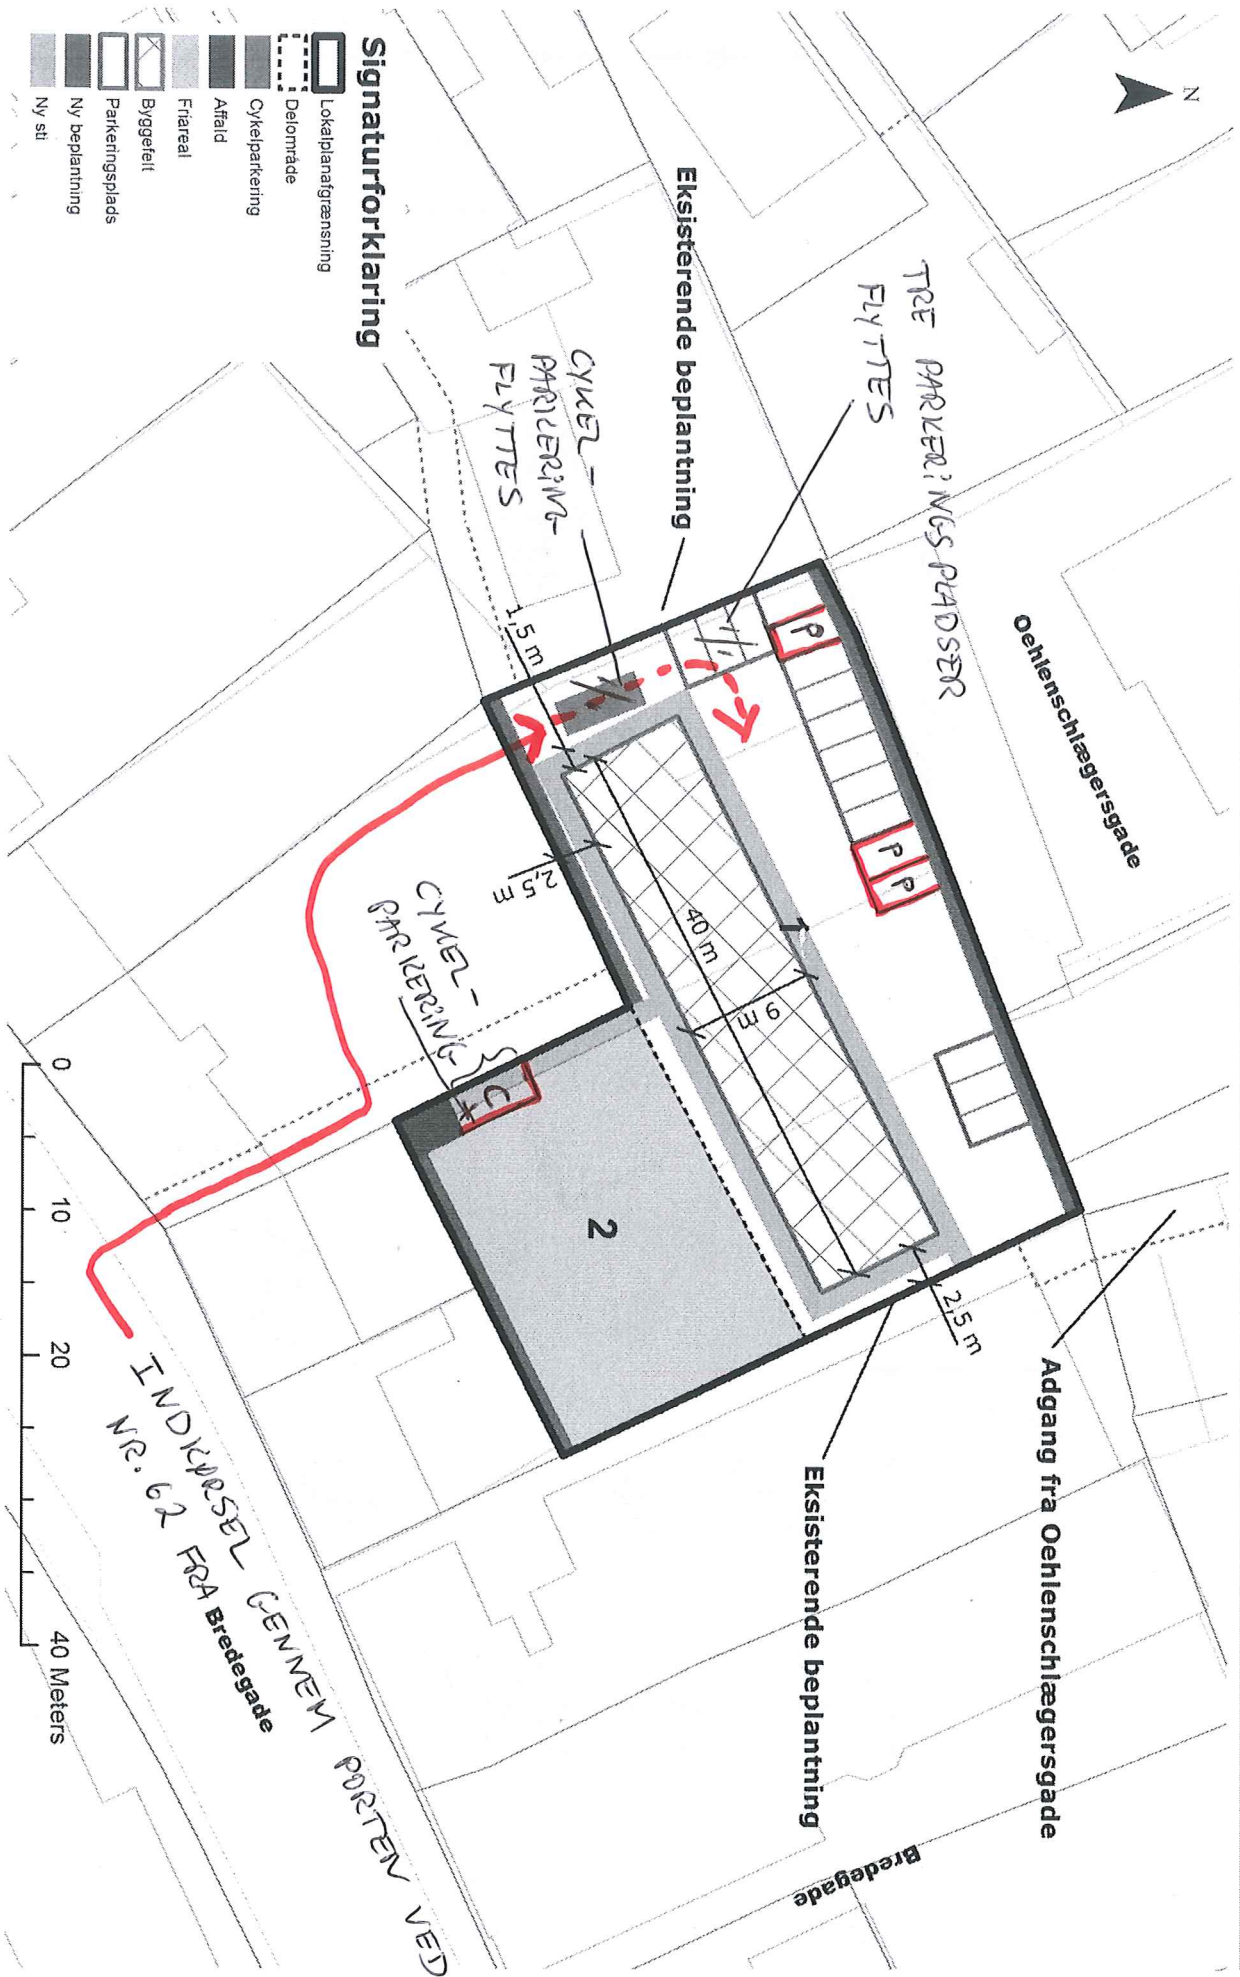 N
Oehlenschlægersgade
Adgang fra Oehlenschlægersgade
TRE PARKERINGSPLADSER
FLYTTES
Eksisterende beplantning
CYKEL-
PARKERING
FLYTTES
P
P
P
1
1,5 m
2,5 m
40 m
9 m
2,5 m
2
Eksisterende beplantning
Bredegade
CYKEL-
PARKERING
C
INDKØRSEL GENNEM PORTEN VED
NR. 62 FRA Bredegade
Signaturforklaring
Lokalplanafgrænsning
Delområde
Cykelparkering
Affald
Friareal
Byggefelt
Parkeringsplads
Ny beplantning
Ny sti
0 10 20 40 Meters